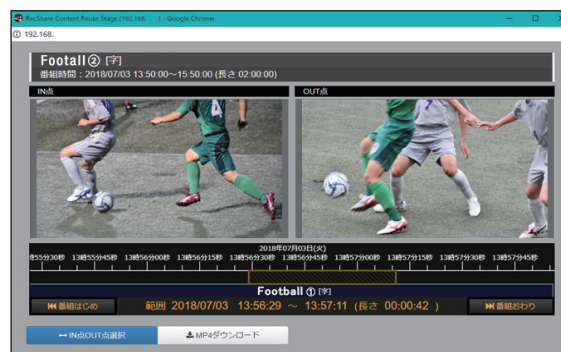 RecShare Content Reuse Stage (192.168. ) - Google Chrome
192.168.
Footall② [字]
番組時間：2018/07/03 13:50:00～15:50:00 (長さ 02:00:00)
IN点
OUT点
2018年07月03日(火)
時55分30秒 13時55分45秒 13時56分00秒 13時56分15秒 13時56分30秒 13時56分45秒 13時57分00秒 13時57分15秒 13時57分30秒 13時57分45秒
Football ① [字]
番組はじめ 範囲 2018/07/03 13:56:29 ～ 13:57:11 (長さ 00:00:42 ) 番組おわり
IN点OUT点選択 MP4ダウンロード